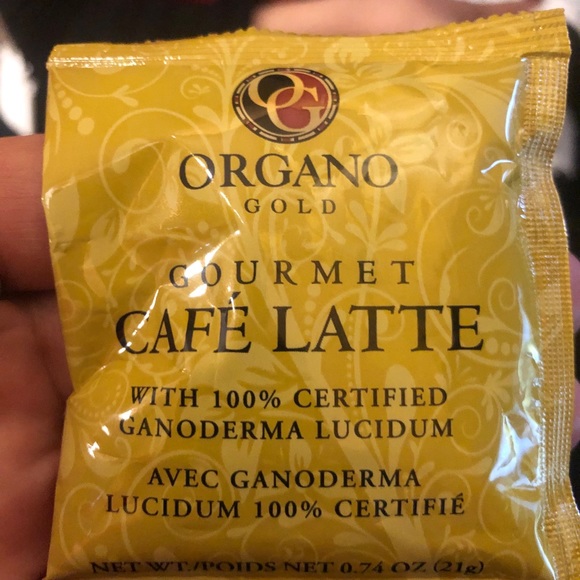 OG
ORGANO
GOLD
GOURMET
CAFÉ LATTE
WITH 100% CERTIFIED
GANODERMA LUCIDUM
AVEC GANODERMA
LUCIDUM 100% CERTIFIÉ
NET WT./POIDS NET 0.74 OZ (21g)